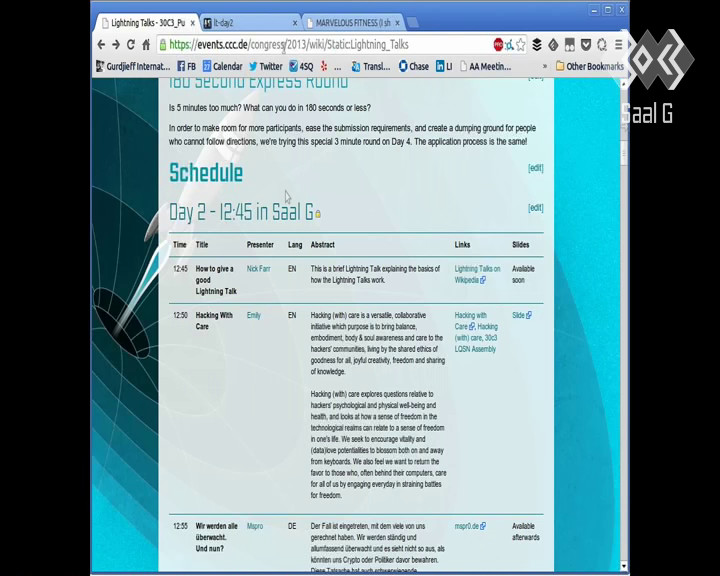 Lightning Talks - 30C3_Pu
lt-day2
MARVELOUS FITNESS (I sh
https://events.ccc.de/congress/2013/wiki/Static:Lightning_Talks
Gurdjieff Internat...
FB
Calendar
Twitter
4SQ
...
Transl...
Chase
LI
AA Meetin...
»
Other Bookmarks
Saal G
180 Second Express Round
Is 5 minutes too much? What can you do in 180 seconds or less?
In order to make room for more participants, ease the submission requirements, and create a dumping ground for people
who cannot follow directions, we're trying this special 3 minute round on Day 4. The application process is the same!
Schedule
[edit]
Day 2 - 12:45 in Saal G
[edit]
Time Title Presenter Lang Abstract Links Slides
12:45
How to give a
good
Lightning Talk
Nick Farr
EN
This is a brief Lightning Talk explaining the basics of
how the Lightning Talks work.
Lightning Talks on
Wikipedia
Available
soon
12:50
Hacking With
Care
Emily
EN
Hacking (with) care is a versatile, collaborative
initiative which purpose is to bring balance,
embodiment, body & soul awareness and care to the
hackers' communities, living by the shared ethics of
goodness for all, joyful creativity, freedom and sharing
of knowledge.
Hacking (with) care explores questions relative to
hackers' psychological and physical well-being and
health, and looks at how a sense of freedom in the
technological realms can relate to a sense of freedom
in one's life. We seek to encourage vitality and
(data)love potentialities to blossom both on and away
from keyboards. We also feel we want to return the
favor to those who, often behind their computers, care
for all of us by engaging everyday in straining battles
for freedom.
Hacking with
Care, Hacking
(with) care, 30c3
LQSN Assembly
Slide
12:55
Wir werden alle
überwacht.
Und nun?
Mspro
DE
Der Fall ist eingetreten, mit dem viele von uns
gerechnet haben. Wir werden ständig und
allumfassend überwacht und es sieht nicht so aus, als
könnten uns Crypto oder Politiker davor bewahren.
Diese Tatsache hat auch schwerwiegende
mspr0.de
Available
afterwards